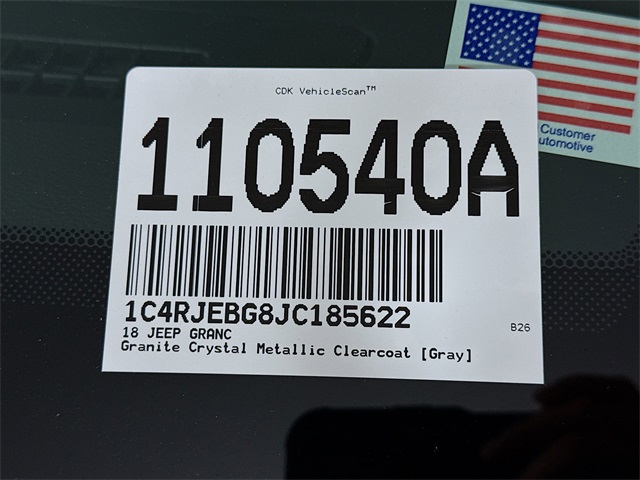 CDK VehicleScan™
110540A
1C4RJEBG8JC185622
18 JEEP GRANC
Granite Crystal Metallic Clearcoat [Gray]
B26
Customer
utomotive